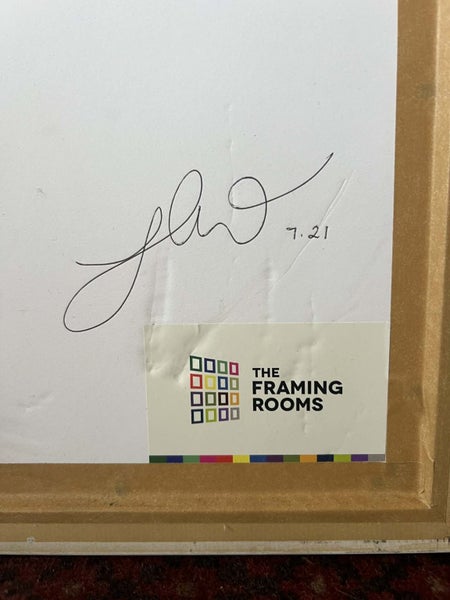 7.21
THE
FRAMING
ROOMS